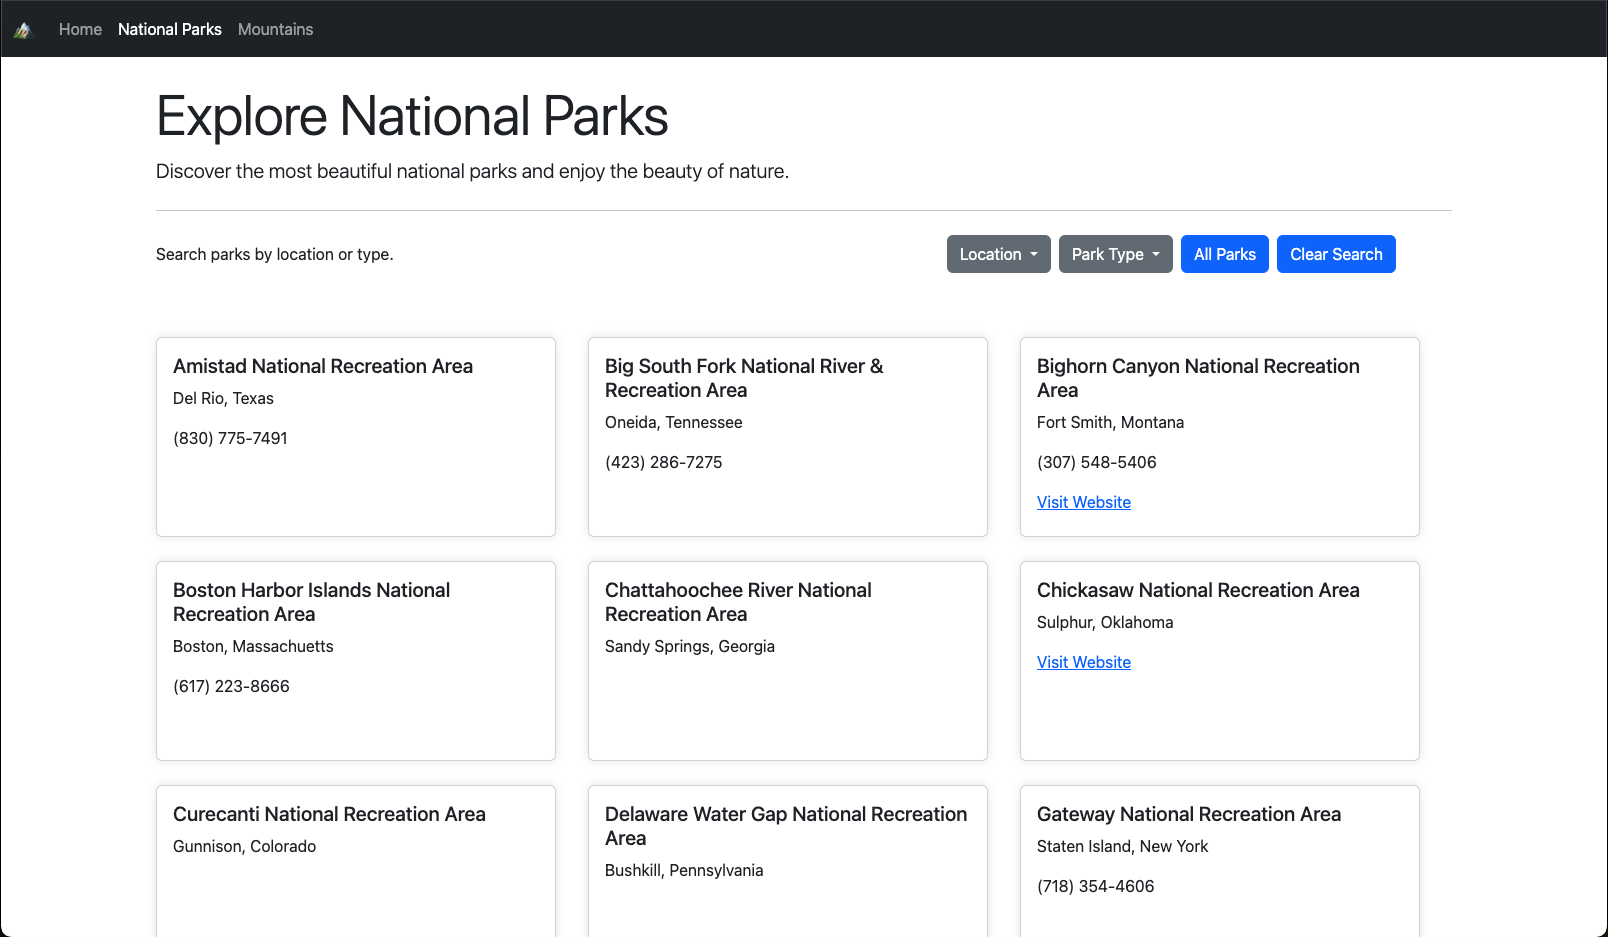 Home National Parks Mountains
Explore National Parks
Discover the most beautiful national parks and enjoy the beauty of nature.
Search parks by location or type.
Location Park Type All Parks Clear Search
Amistad National Recreation Area
Del Rio, Texas
(830) 775-7491
Big South Fork National River &
Recreation Area
Oneida, Tennessee
(423) 286-7275
Bighorn Canyon National Recreation
Area
Fort Smith, Montana
(307) 548-5406
Visit Website
Boston Harbor Islands National
Recreation Area
Boston, Massachuetts
(617) 223-8666
Chattahoochee River National
Recreation Area
Sandy Springs, Georgia
Chickasaw National Recreation Area
Sulphur, Oklahoma
Visit Website
Curecanti National Recreation Area
Gunnison, Colorado
Delaware Water Gap National Recreation
Area
Bushkill, Pennsylvania
Gateway National Recreation Area
Staten Island, New York
(718) 354-4606